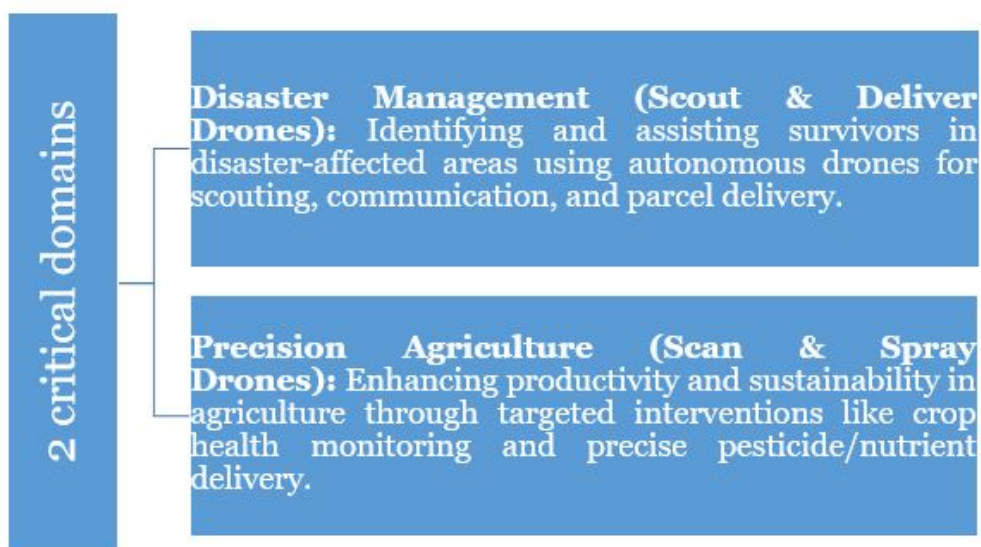 2 critical domains
Disaster Management (Scout & Deliver
Drones): Identifying and assisting survivors in
disaster-affected areas using autonomous drones for
scouting, communication, and parcel delivery.
Precision Agriculture (Scan & Spray
Drones): Enhancing productivity and sustainability in
agriculture through targeted interventions like crop
health monitoring and precise pesticide/nutrient
delivery.